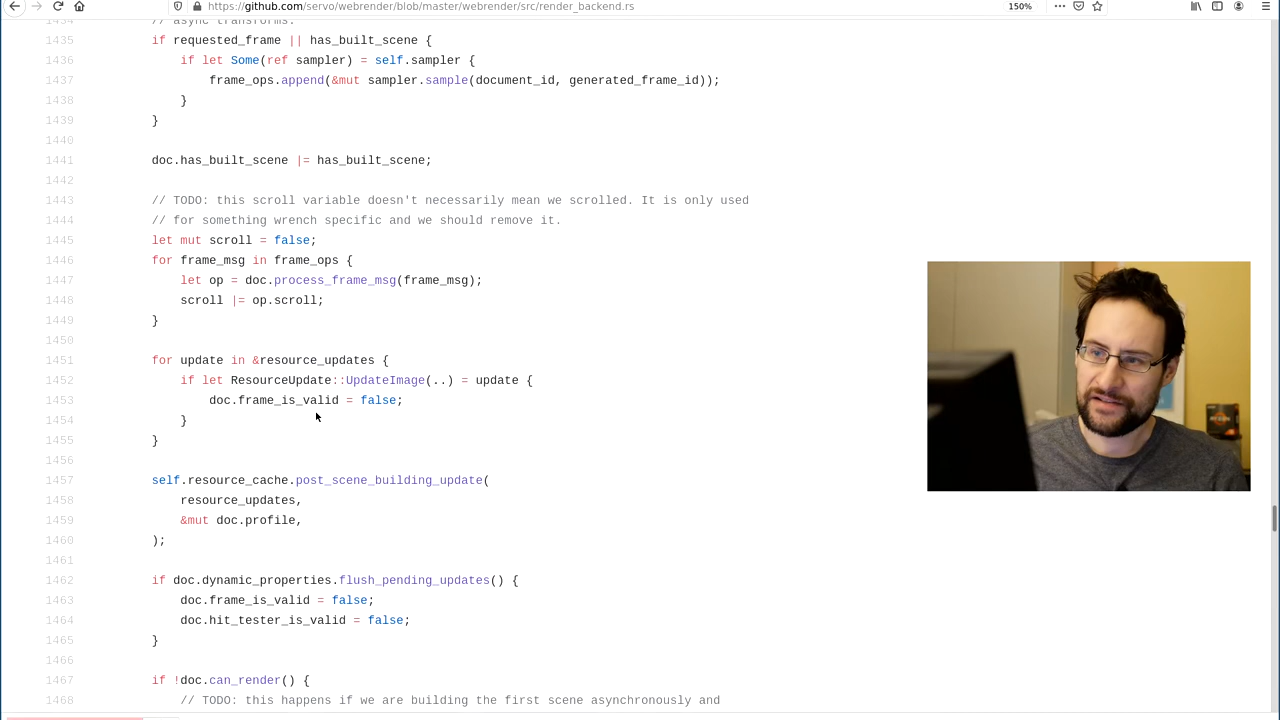 https://github.com/servo/webrender/blob/master/webrender/src/render_backend.rs
150%
1434 // async transforms.
1435 if requested_frame || has_built_scene {
1436 if let Some(ref sampler) = self.sampler {
1437 frame_ops.append(&mut sampler.sample(document_id, generated_frame_id));
1438 }
1439 }
1440
1441 doc.has_built_scene |= has_built_scene;
1442
1443 // TODO: this scroll variable doesn't necessarily mean we scrolled. It is only used
1444 // for something wrench specific and we should remove it.
1445 let mut scroll = false;
1446 for frame_msg in frame_ops {
1447 let op = doc.process_frame_msg(frame_msg);
1448 scroll |= op.scroll;
1449 }
1450
1451 for update in &resource_updates {
1452 if let ResourceUpdate::UpdateImage(..) = update {
1453 doc.frame_is_valid = false;
1454 }
1455 }
1456
1457 self.resource_cache.post_scene_building_update(
1458 resource_updates,
1459 &mut doc.profile,
1460 );
1461
1462 if doc.dynamic_properties.flush_pending_updates() {
1463 doc.frame_is_valid = false;
1464 doc.hit_tester_is_valid = false;
1465 }
1466
1467 if !doc.can_render() {
1468 // TODO: this happens if we are building the first scene asynchronously and